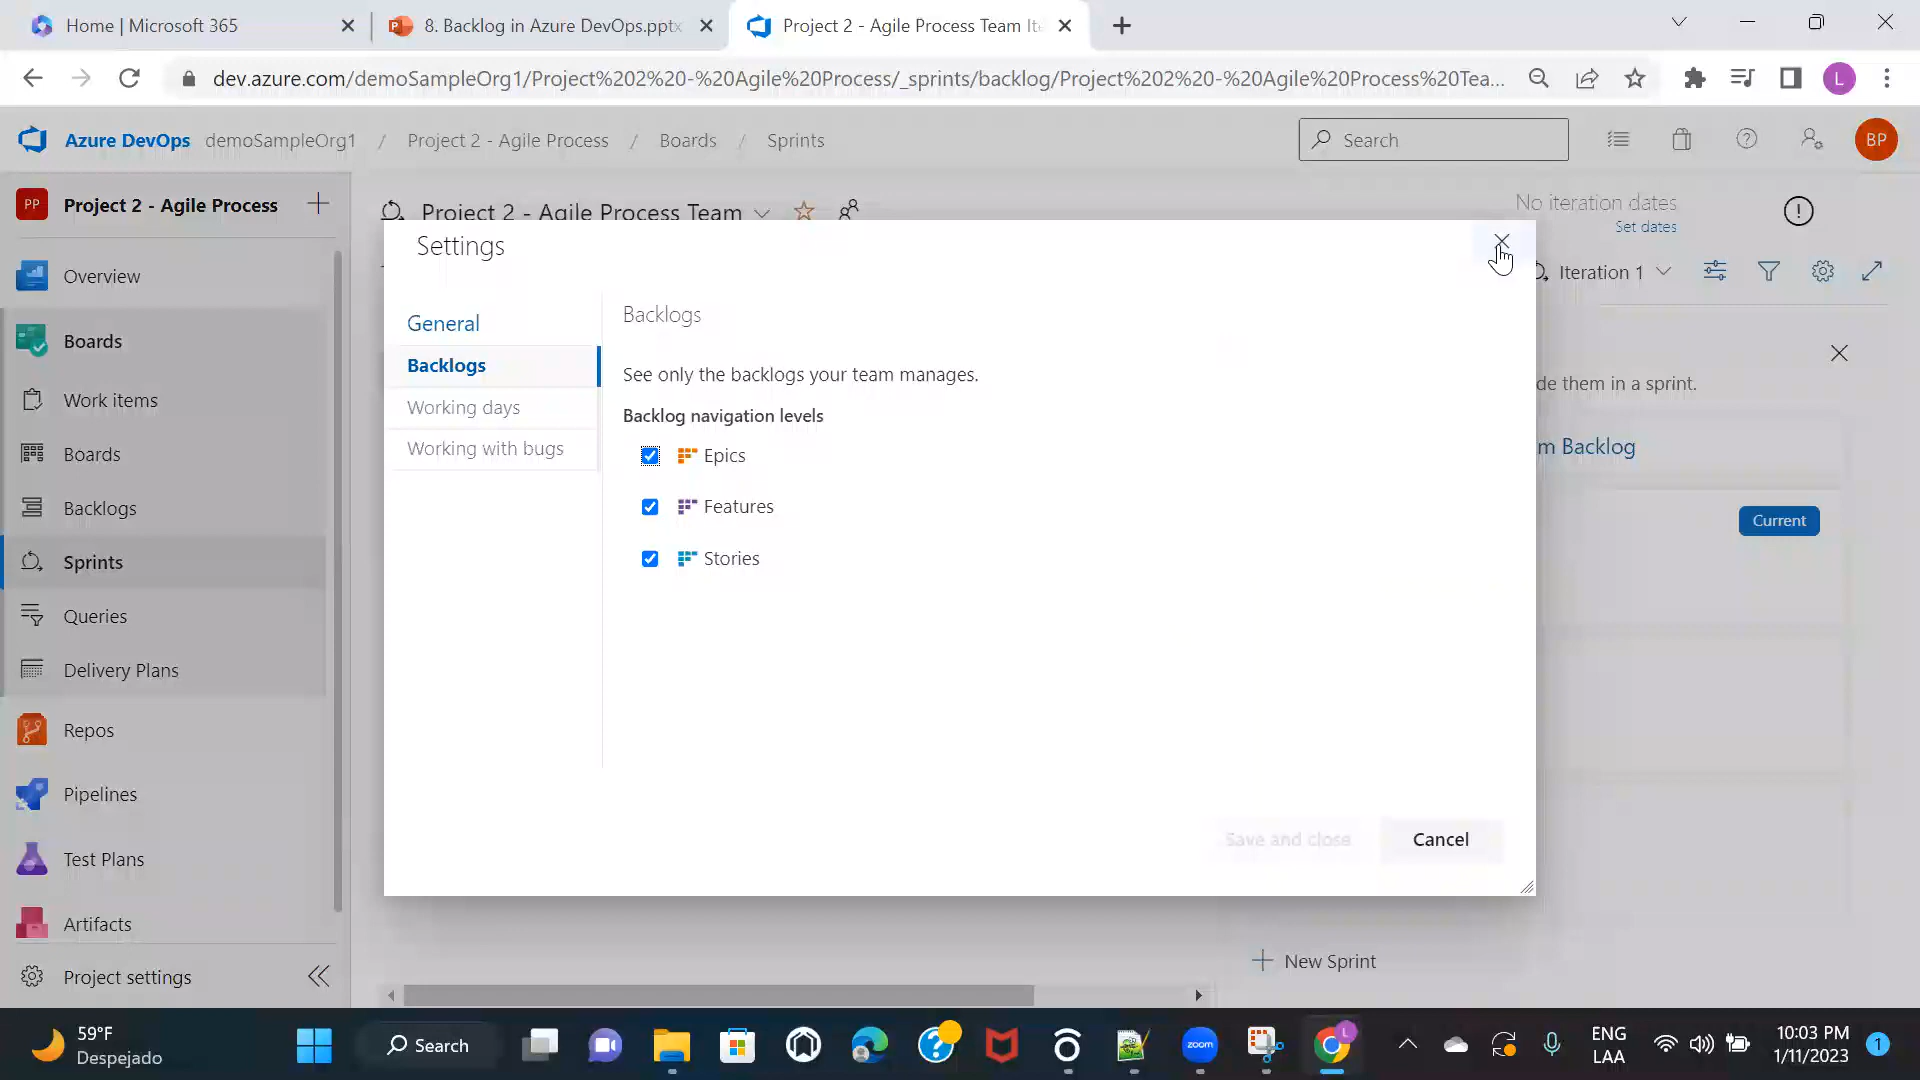 Home | Microsoft 365
8. Backlog in Azure DevOps.pptx
Project 2 - Agile Process Team Ite
dev.azure.com/demoSampleOrg1/Project%202%20-%20Agile%20Process/_sprints/backlog/Project%202%20-%20Agile%20Process%20Tea...
L
Azure DevOps demoSampleOrg1 / Project 2 - Agile Process / Boards / Sprints
Search
BP
PP Project 2 - Agile Process
Project 2 - Agile Process Team
No iteration dates
Set dates
Settings
Iteration 1
Overview
Boards
Work items
Boards
Backlogs
Sprints
Queries
Delivery Plans
Repos
Pipelines
Test Plans
Artifacts
Project settings
General
Backlogs
Working days
Working with bugs
Backlogs
See only the backlogs your team manages.
Backlog navigation levels
Epics
Features
Stories
Save and close
Cancel
de them in a sprint.
m Backlog
Current
New Sprint
59°F
Despejado
Search
zoom
L
ENG
LAA
10:03 PM
1/11/2023
1